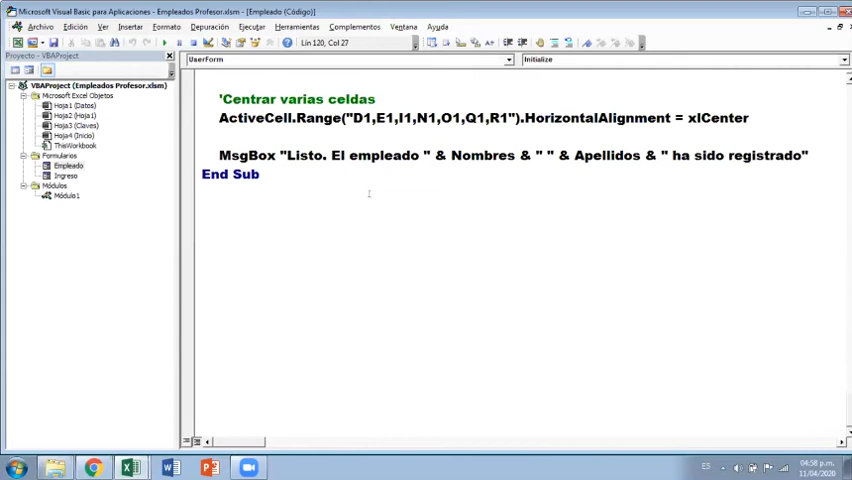 Microsoft Visual Basic para Aplicaciones - Empleados Profesor.xlsm - [Empleado (Código)]
Archivo Edición Ver Insertar Formato Depuración Ejecutar Herramientas Complementos Ventana Ayuda
Lín 120, Col 27
Proyecto - VBAProject
UserForm Initialize
VBAProject (Empleados Profesor.xlsm)
Microsoft Excel Objetos
Hoja1 (Datos)
Hoja2 (Hoja1)
Hoja3 (Claves)
Hoja4 (Inicio)
ThisWorkbook
Formularios
Empleado
Ingreso
Módulos
Módulo1
'Centrar varias celdas
ActiveCell.Range("D1,E1,I1,N1,O1,Q1,R1").HorizontalAlignment = xlCenter
MsgBox "Listo. El empleado " & Nombres & " " & Apellidos & " ha sido registrado"
End Sub
ES
04:58 p.m.
11/04/2020